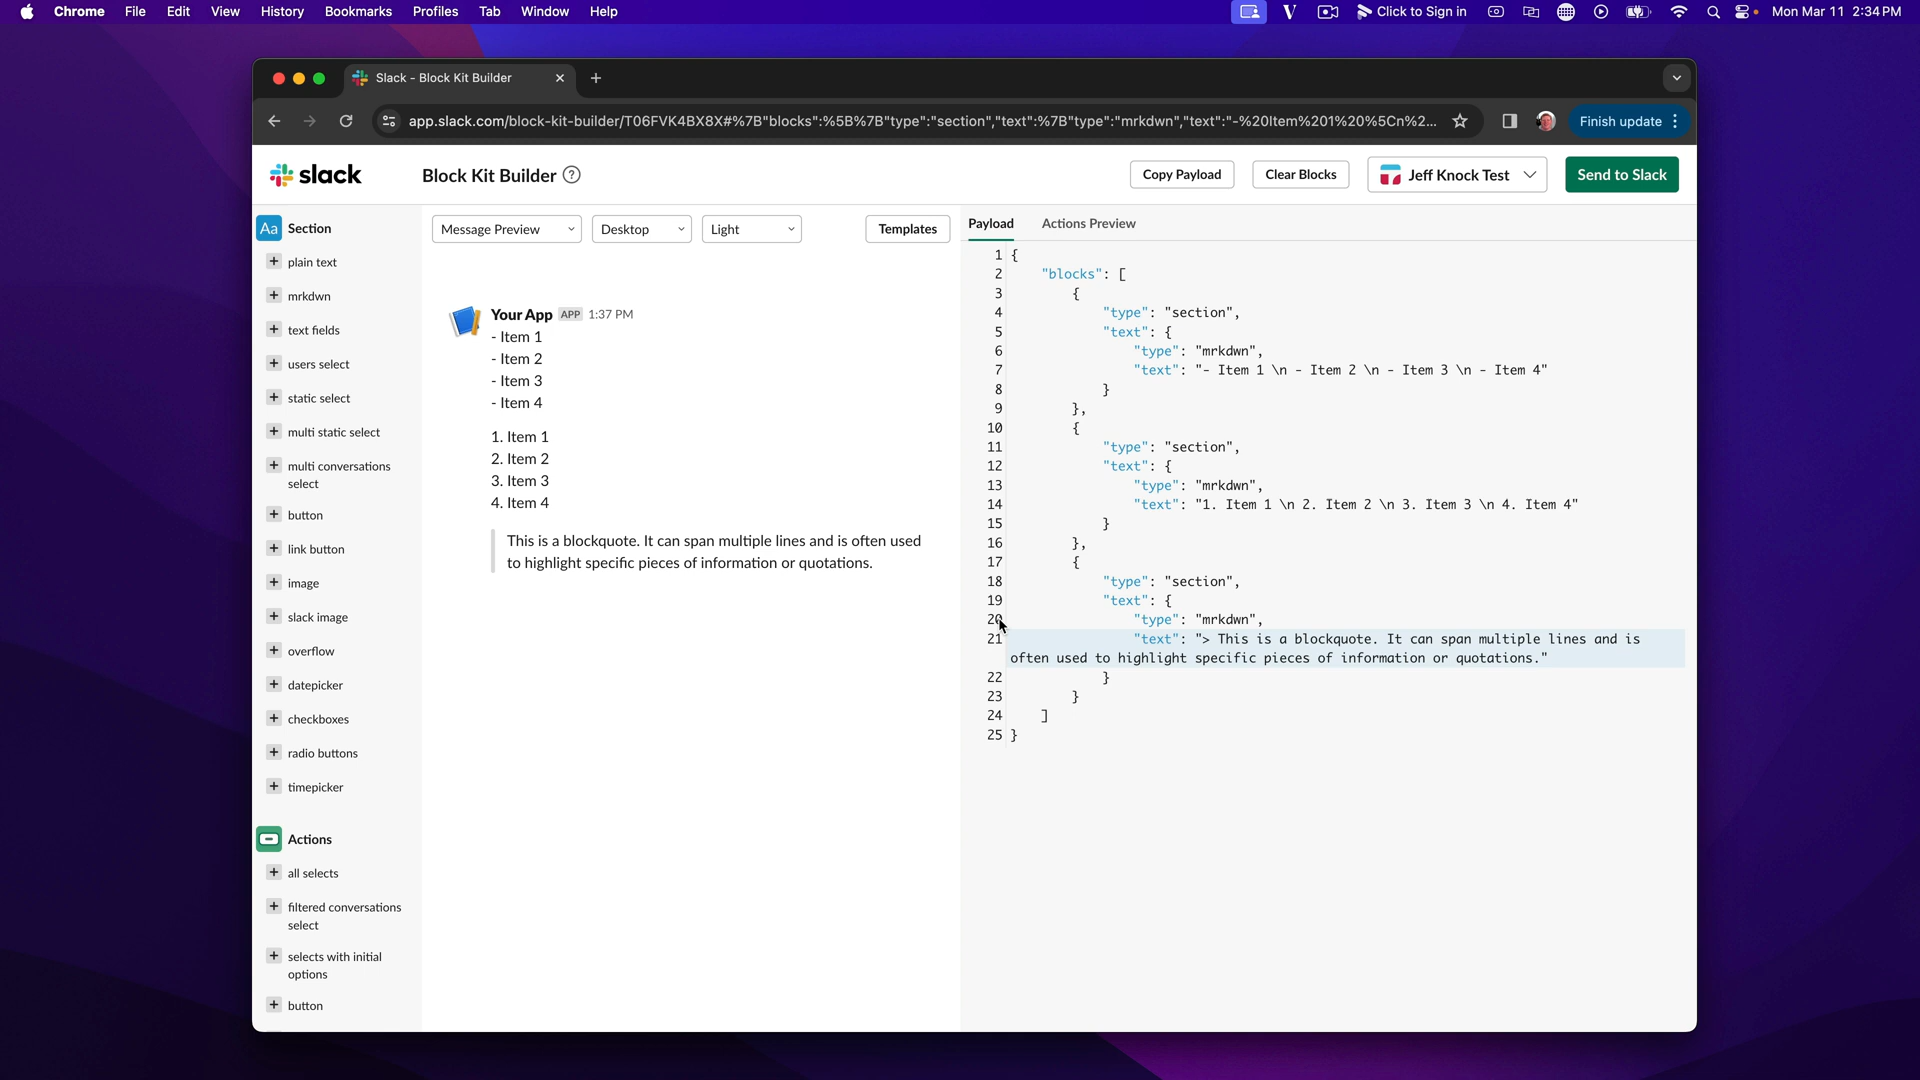 Chrome File Edit View History Bookmarks Profiles Tab Window Help
V Click to Sign in Mon Mar 11 2:34 PM
Slack - Block Kit Builder
app.slack.com/block-kit-builder/T06FVK4BX8X#%7B"blocks":%5B%7B"type":"section","text":%7B"type":"mrkdwn","text":"-%20Item%201%20%5Cn%2...
Finish update
slack
Block Kit Builder ?
Copy Payload
Clear Blocks
Jeff Knock Test
Send to Slack
Aa Section
+ plain text
+ mrkdwn
+ text fields
+ users select
+ static select
+ multi static select
+ multi conversations
select
+ button
+ link button
+ image
+ slack image
+ overflow
+ datepicker
+ checkboxes
+ radio buttons
+ timepicker
Actions
+ all selects
+ filtered conversations
select
+ selects with initial
options
+ button
Message Preview
Desktop
Light
Templates
Your App APP 1:37 PM
- Item 1
- Item 2
- Item 3
- Item 4
1. Item 1
2. Item 2
3. Item 3
4. Item 4
This is a blockquote. It can span multiple lines and is often used
to highlight specific pieces of information or quotations.
Payload Actions Preview
1 {
2 "blocks": [
3 {
4 "type": "section",
5 "text": {
6 "type": "mrkdwn",
7 "text": "- Item 1 \n - Item 2 \n - Item 3 \n - Item 4"
8 }
9 },
10 {
11 "type": "section",
12 "text": {
13 "type": "mrkdwn",
14 "text": "1. Item 1 \n 2. Item 2 \n 3. Item 3 \n 4. Item 4"
15 }
16 },
17 {
18 "type": "section",
19 "text": {
20 "type": "mrkdwn",
21 "text": "> This is a blockquote. It can span multiple lines and is
often used to highlight specific pieces of information or quotations."
22 }
23 }
24 ]
25 }